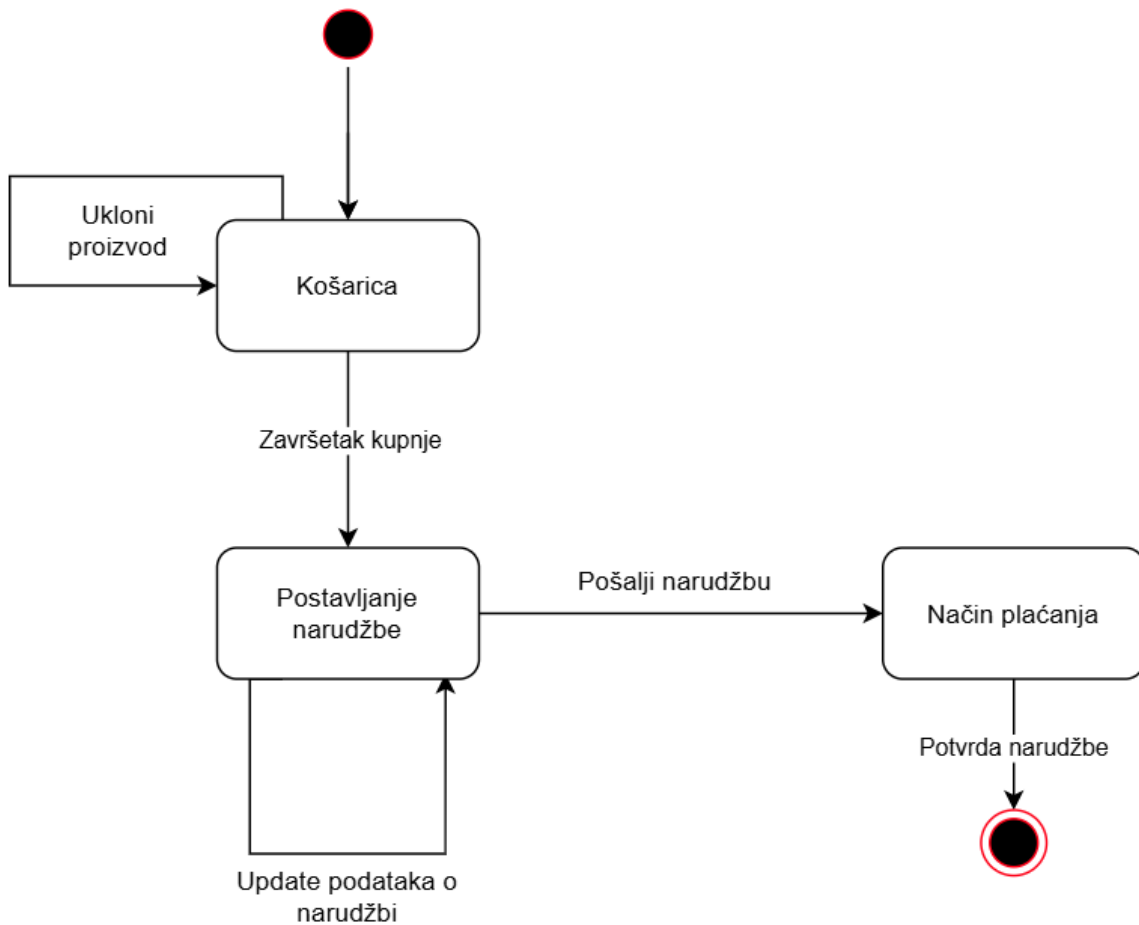 Ukloni
proizvod
Košarica
Završetak kupnje
Postavljanje
narudžbe
Pošalji narudžbu
Način plaćanja
Potvrda narudžbe
Update podataka o
narudžbi